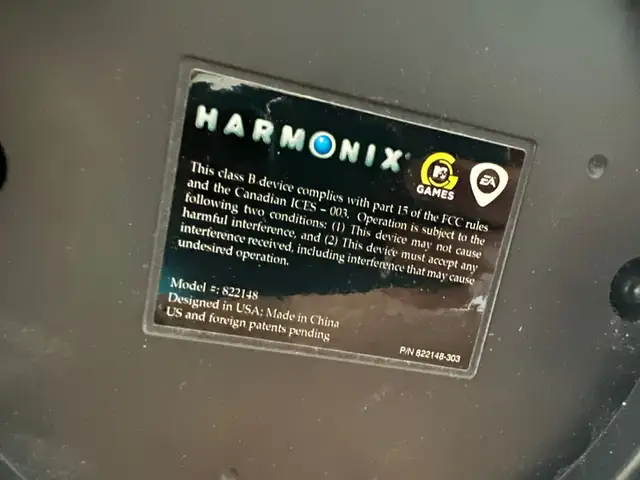 HARMONIX
G
MTV
GAMES
EA
This class B device complies with part 15 of the FCC rules
and the Canadian ICES - 003. Operation is subject to the
following two conditions: (1) This device may not cause
harmful interference, and (2) This device must accept any
interference received, including interference that may cause
undesired operation.
Model #: 822148
Designed in USA; Made in China
US and foreign patents pending
P/N 822148-303